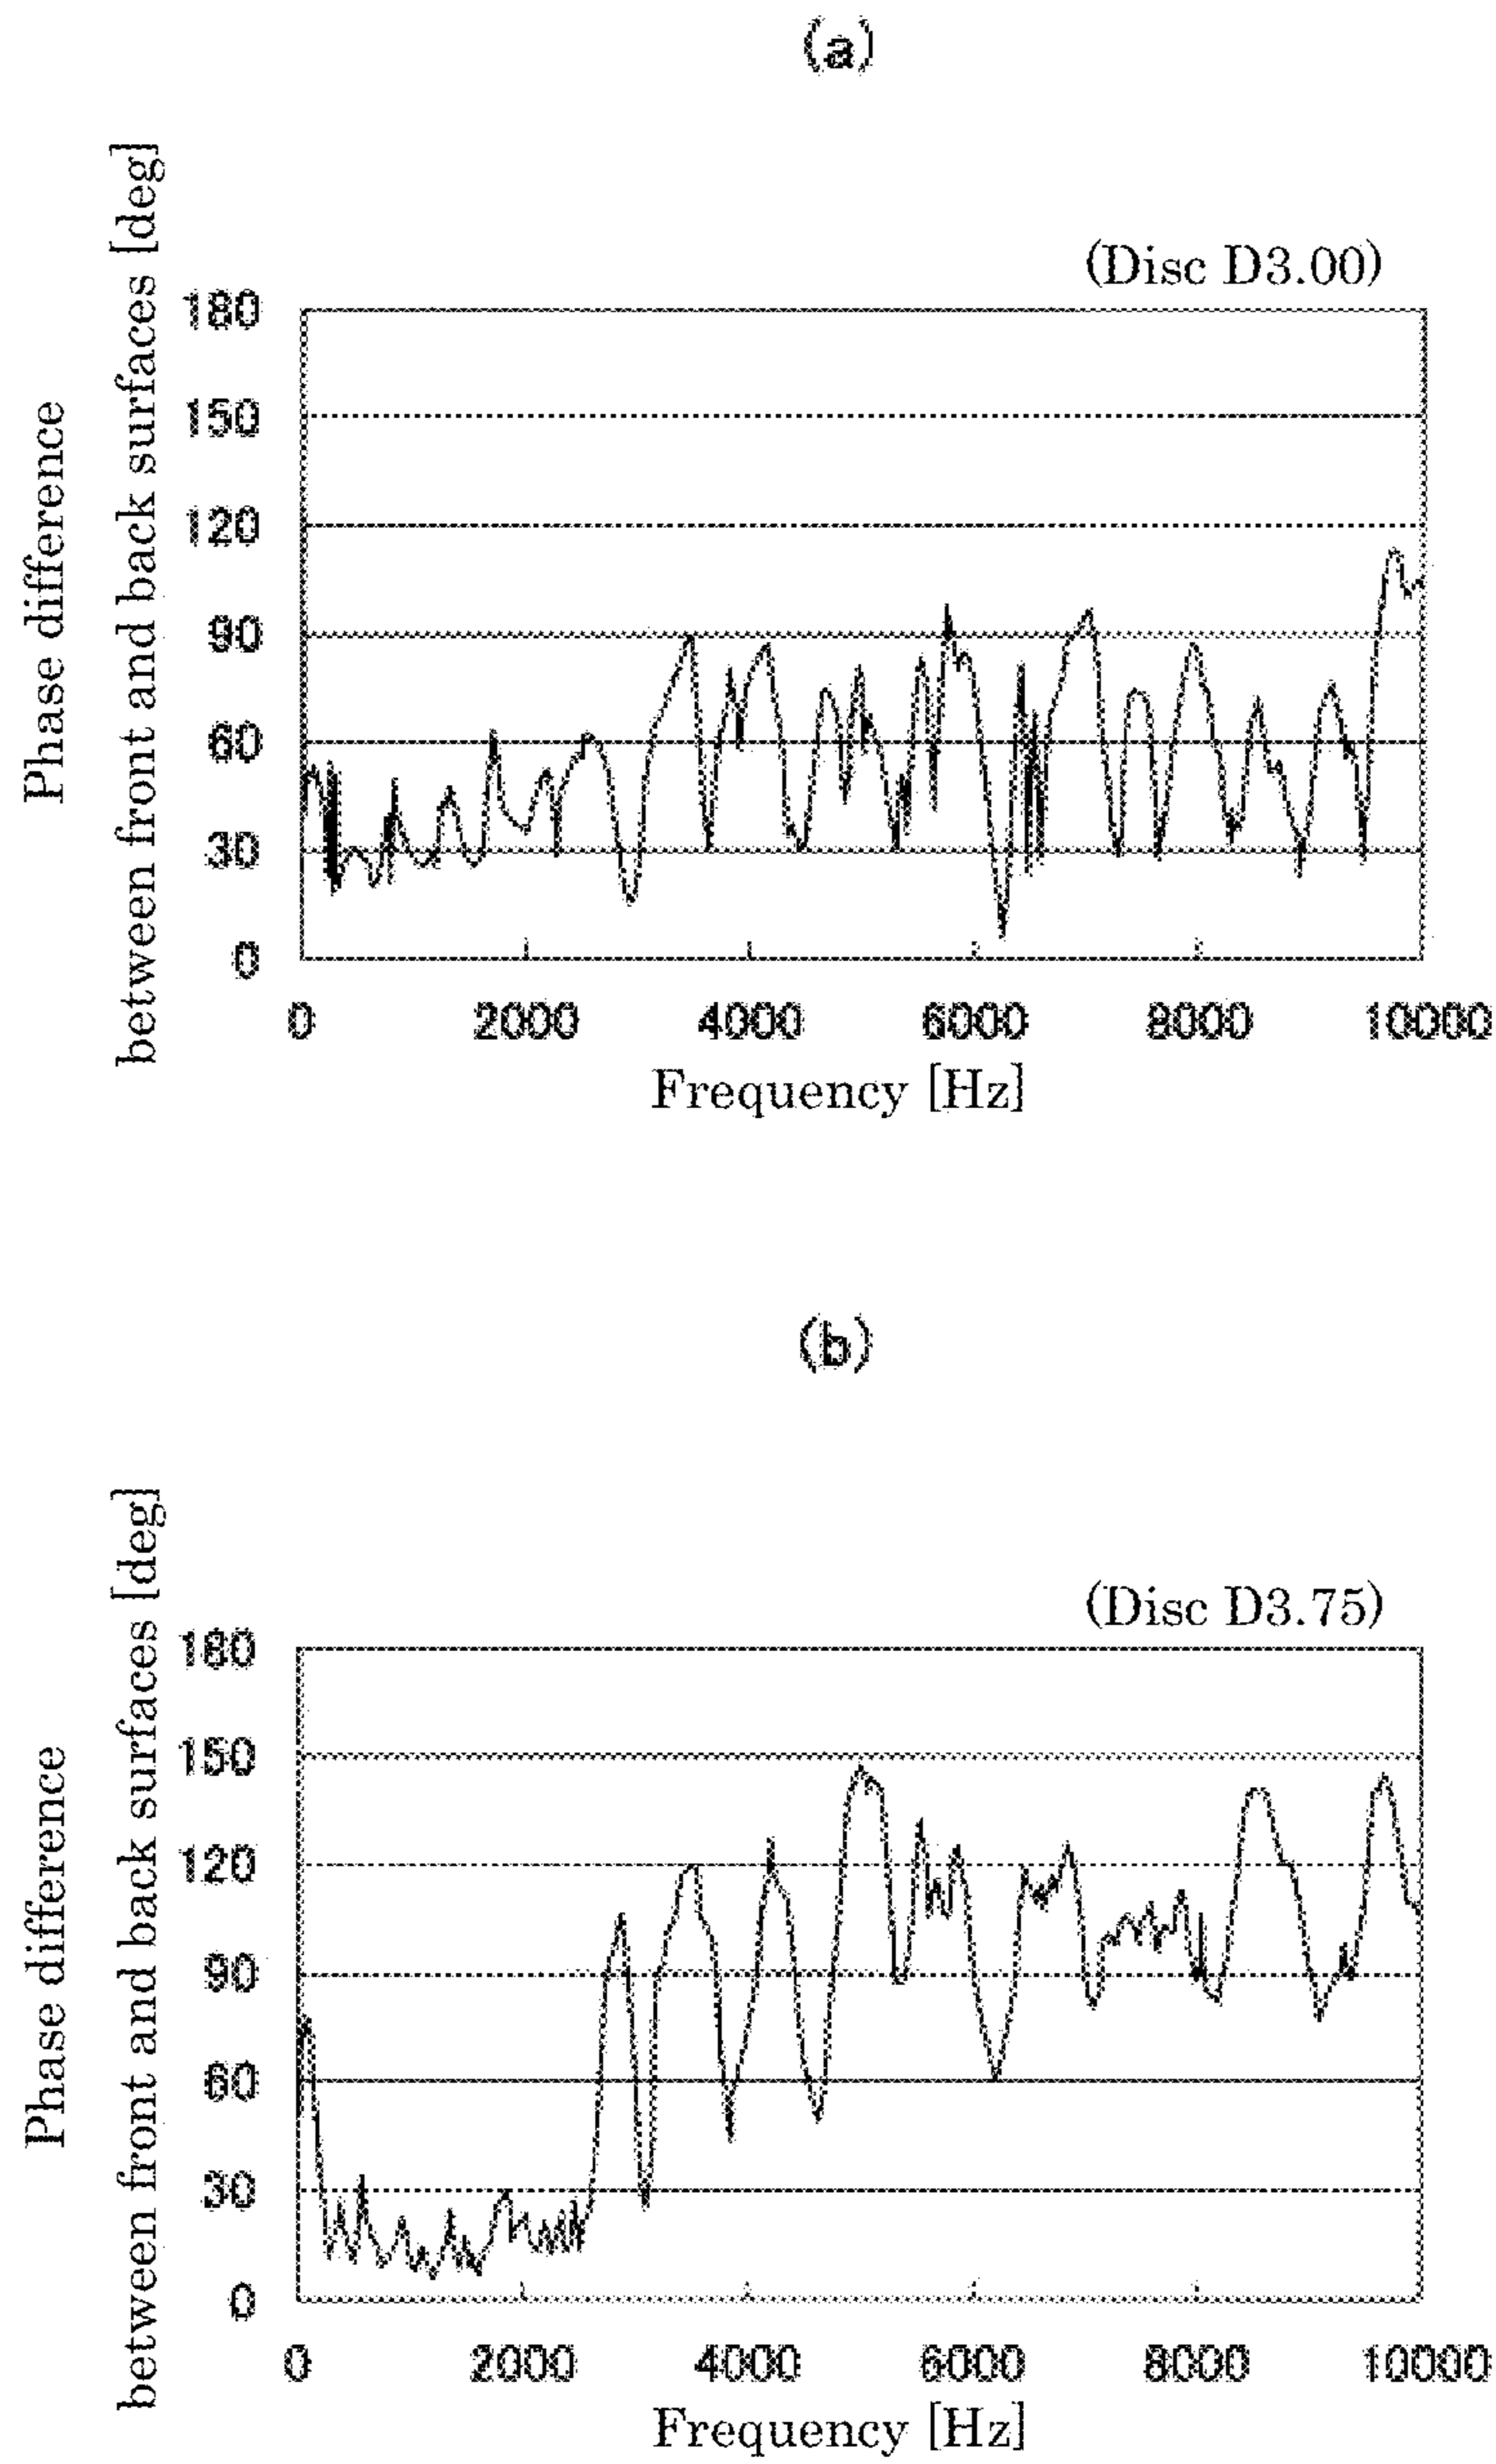 (a)
(Disc D3.00)
Phase difference
between front and back surfaces [deg]
180
150
120
90
60
30
0
0 2000 4000 6000 8000 10000
Frequency [Hz]
(b)
(Disc D3.75)
Phase difference
between front and back surfaces [deg]
180
150
120
90
60
30
0
0 2000 4000 6000 8000 10000
Frequency [Hz]